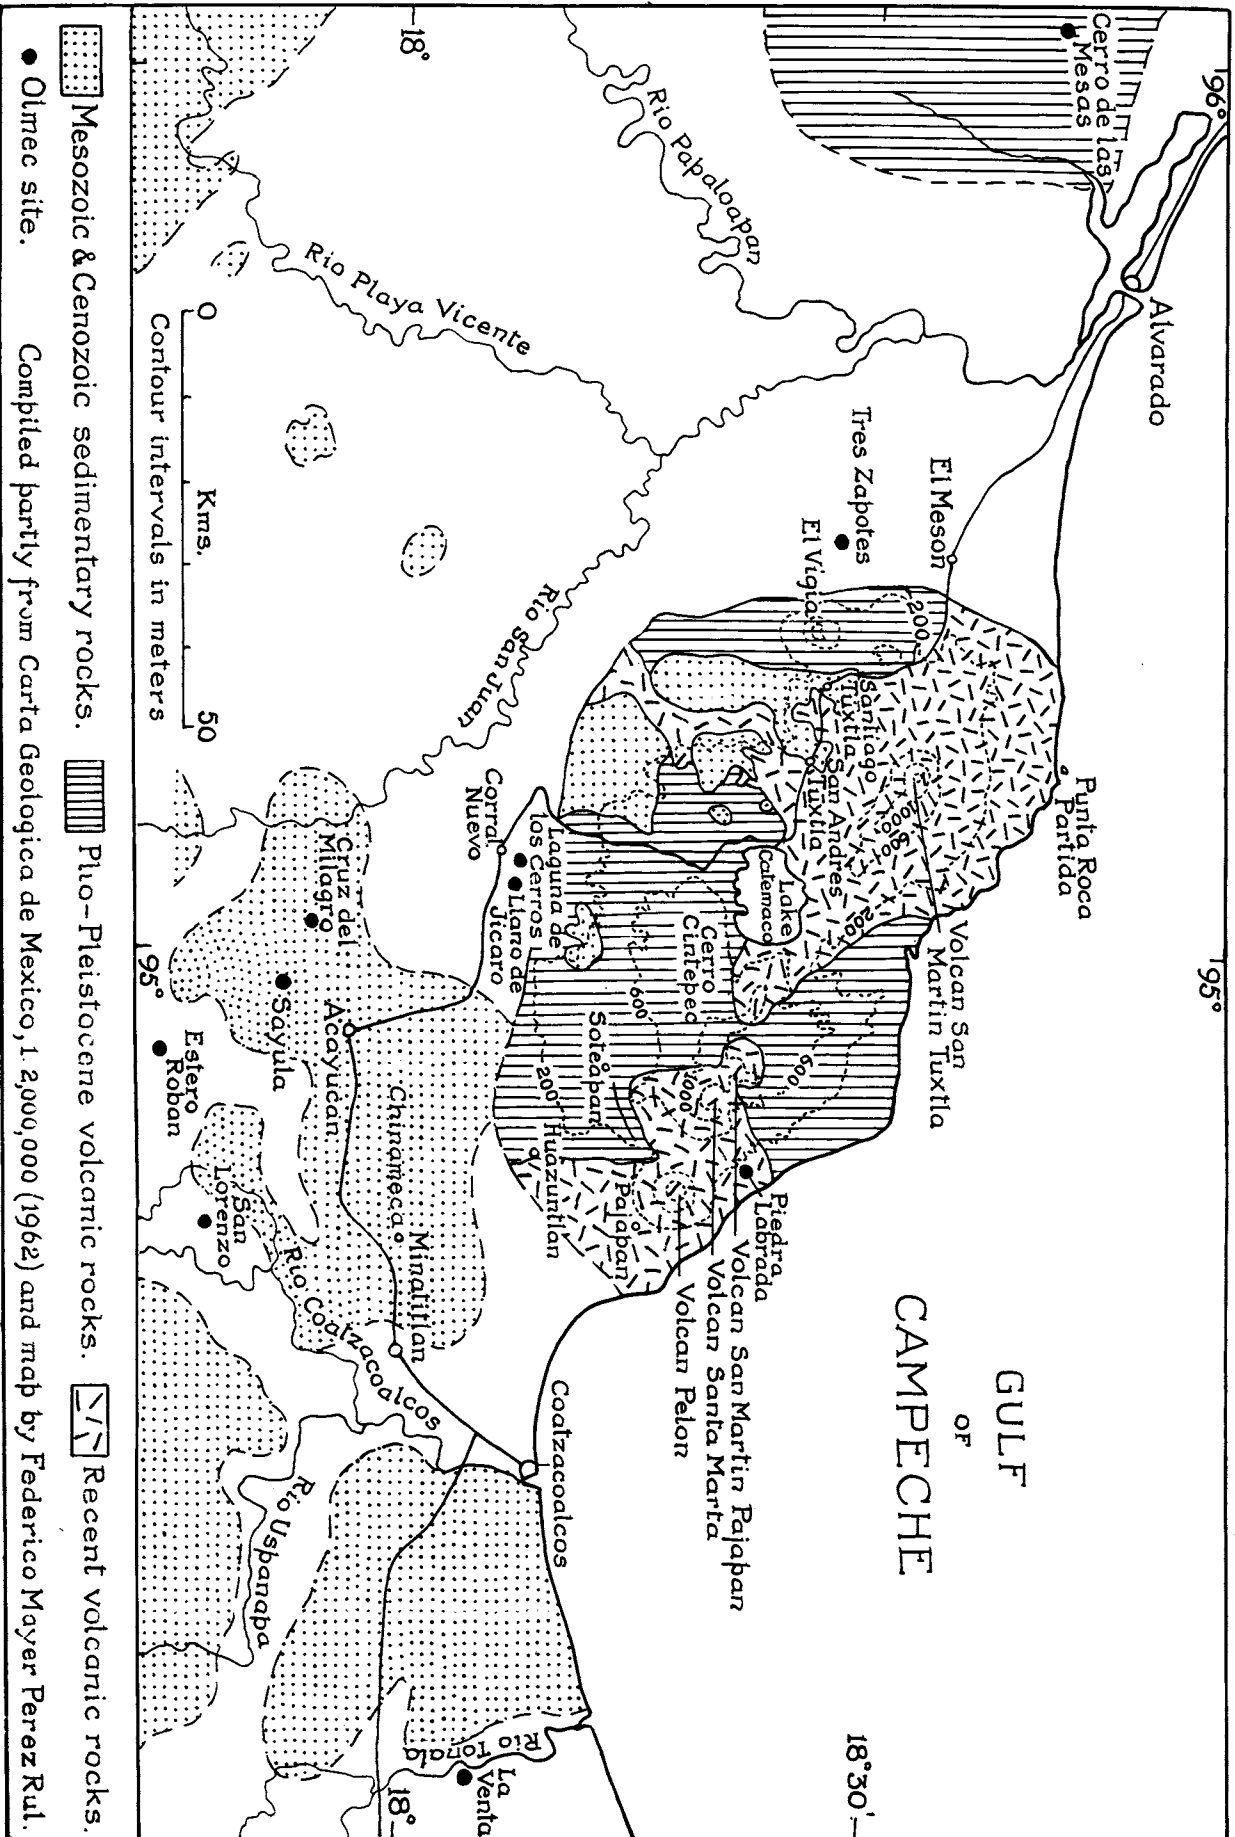 96°
95°
GULF
OF
CAMPECHE
18°30'
Alvarado
Cerro de las
Mesas
Punta Roca
Partida
Volcan San
Martin Tuxtla
El Meson
200
1000
600
200
Tres Zapotes
El Vigia
Santiago
Tuxtla
San Andres
Tuxtla
Lake
Catemaco
Cerro
Cintepec
600
600
1000
Piedra
Labrada
Volcan San Martin Pajapan
Volcan Santa Marta
Volcan Pelon
Rio Papaloapan
Soteapan
Pajapan
Laguna de
los Cerros
Llano de
Jicaro
200
Huazuntlan
Corral
Nuevo
Rio San Juan
Coatzacoalcos
18°
Rio Playa Vicente
Cruz del
Milagro
Sayula
Acayucan
Chinameca
Minatitlan
Rio Coatzacoalcos
Rio Tonala
La
Venta
18°
Estero
Roban
San
Lorenzo
Rio Uspanapa
0 Kms. 50
Contour intervals in meters
95°
Mesozoic & Cenozoic sedimentary rocks. Plio-Pleistocene volcanic rocks. Recent volcanic rocks.
Olmec site. Compiled partly from Carta Geologica de Mexico, 1: 2,000,000 (1962) and map by Federico Mayer Perez Rul.